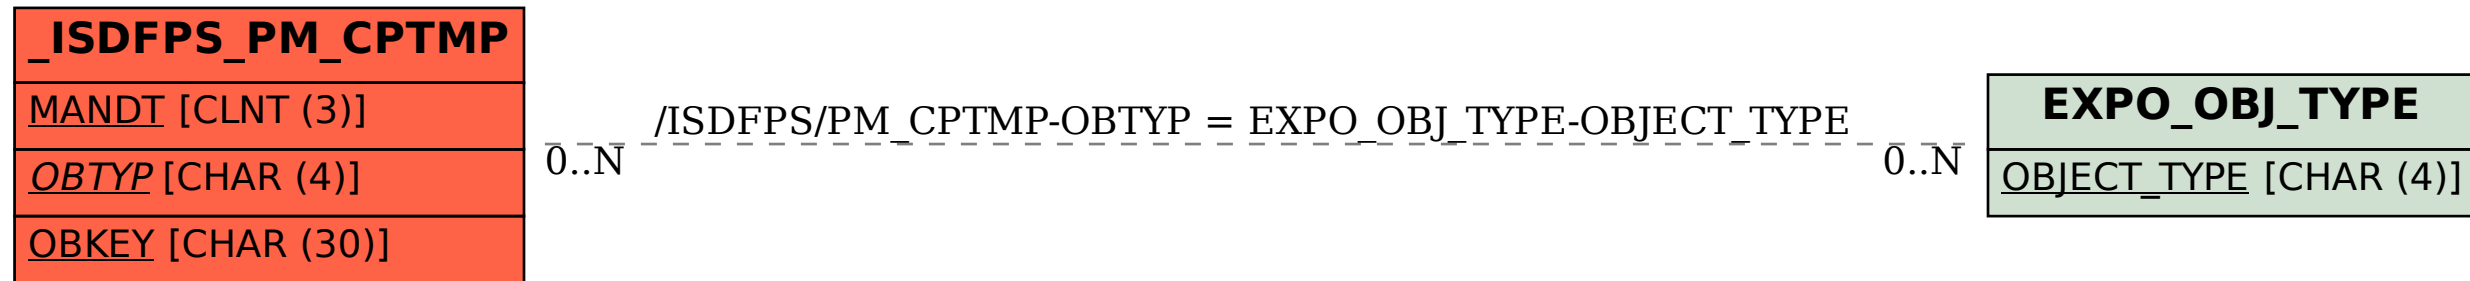 _ISDFPS_PM_CPTMP
MANDT [CLNT (3)]
OBTYP [CHAR (4)]
OBKEY [CHAR (30)]
/ISDFPS/PM_CPTMP-OBTYP = EXPO_OBJ_TYPE-OBJECT_TYPE
0..N
0..N
EXPO_OBJ_TYPE
OBJECT_TYPE [CHAR (4)]